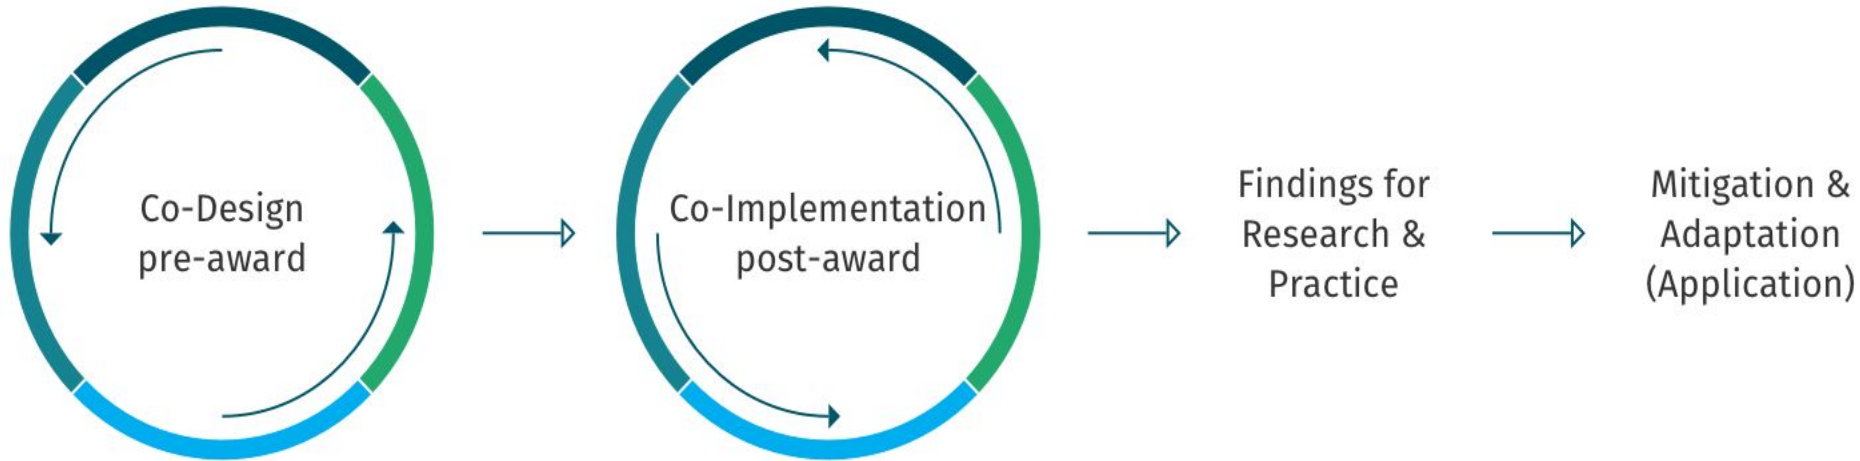 Co-Design
pre-award
Co-Implementation
post-award
Findings for
Research &
Practice
Mitigation &
Adaptation
(Application)